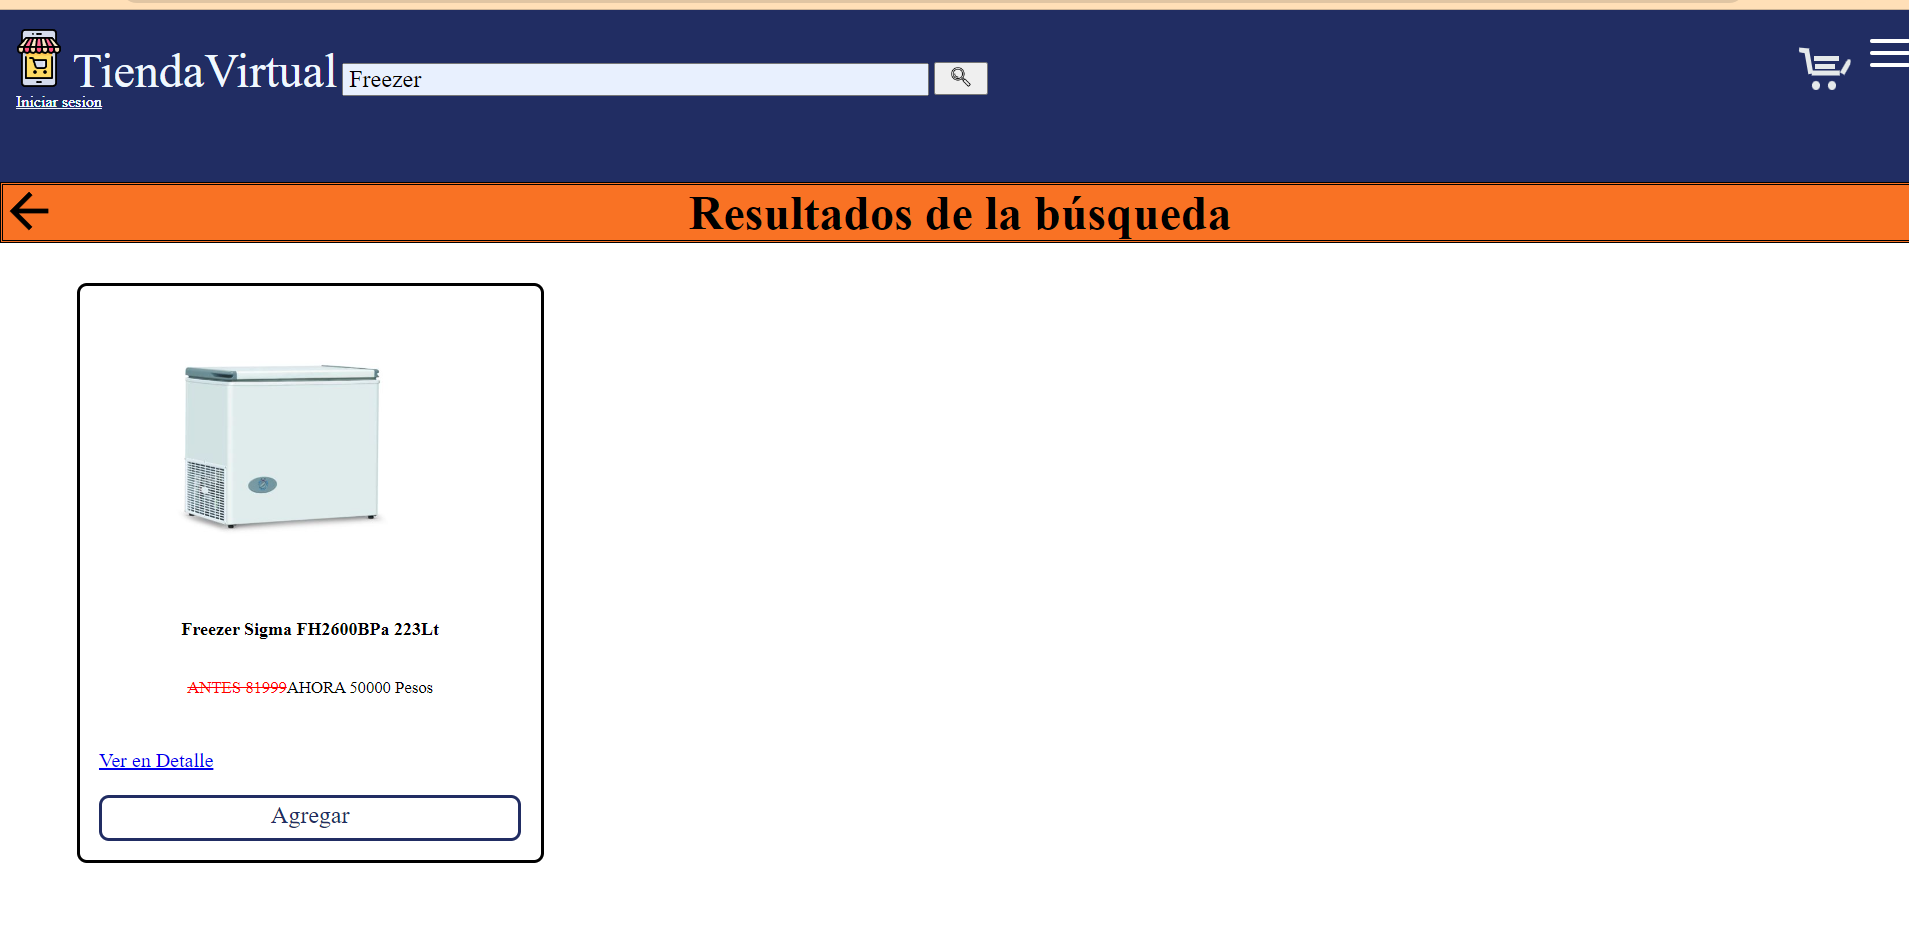 TiendaVirtual
Freezer
Iniciar sesion
Resultados de la búsqueda
Freezer Sigma FH2600BPa 223Lt
ANTES 81999AHORA 50000 Pesos
Ver en Detalle
Agregar